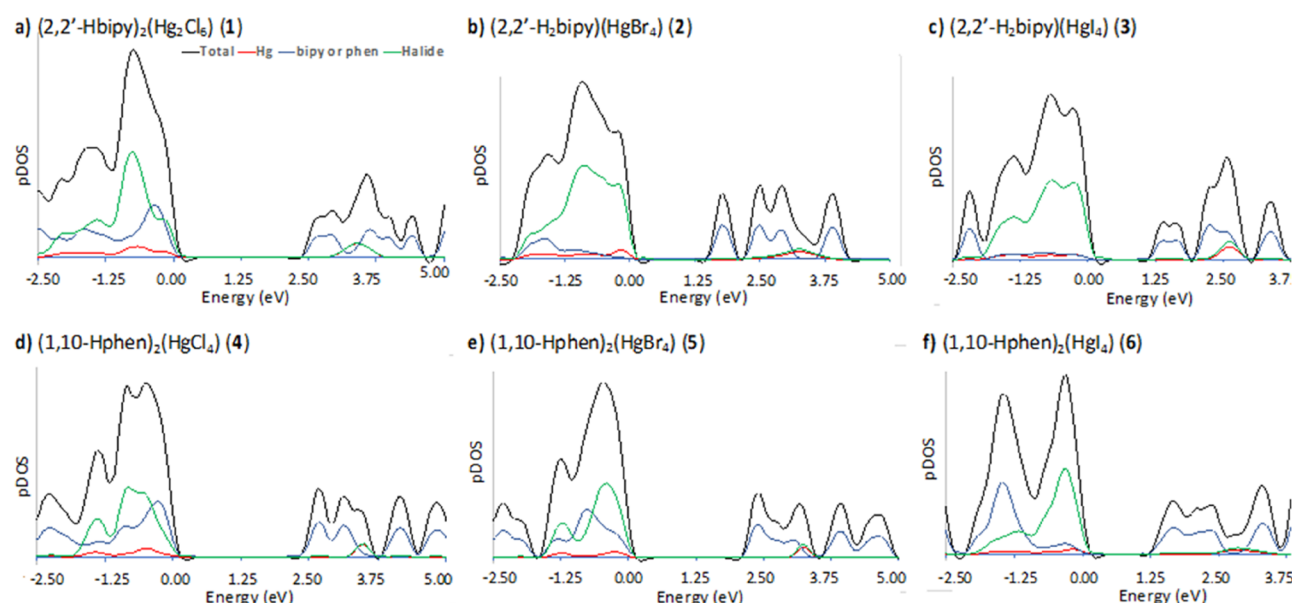 a) (2,2’-Hbipy)₂(Hg₂Cl₆) (1)
Total Hg bipy or phen Halide
pDOS
-2.50 -1.25 0.00 1.25 2.50 3.75 5.00
Energy (eV)
b) (2,2’-H₂bipy)(HgBr₄) (2)
pDOS
-2.50 -1.25 0.00 1.25 2.50 3.75 5.00
Energy (eV)
c) (2,2’-H₂bipy)(HgI₄) (3)
pDOS
-2.50 -1.25 0.00 1.25 2.50 3.7
Energy (eV)
d) (1,10-Hphen)₂(HgCl₄) (4)
pDOS
-2.50 -1.25 0.00 1.25 2.50 3.75 5.00
Energy (eV)
e) (1,10-Hphen)₂(HgBr₄) (5)
pDOS
-2.50 -1.25 0.00 1.25 2.50 3.75 5.00
Energy (eV)
f) (1,10-Hphen)₂(HgI₄) (6)
pDOS
-2.50 -1.25 0.00 1.25 2.50 3.75
Energy (eV)